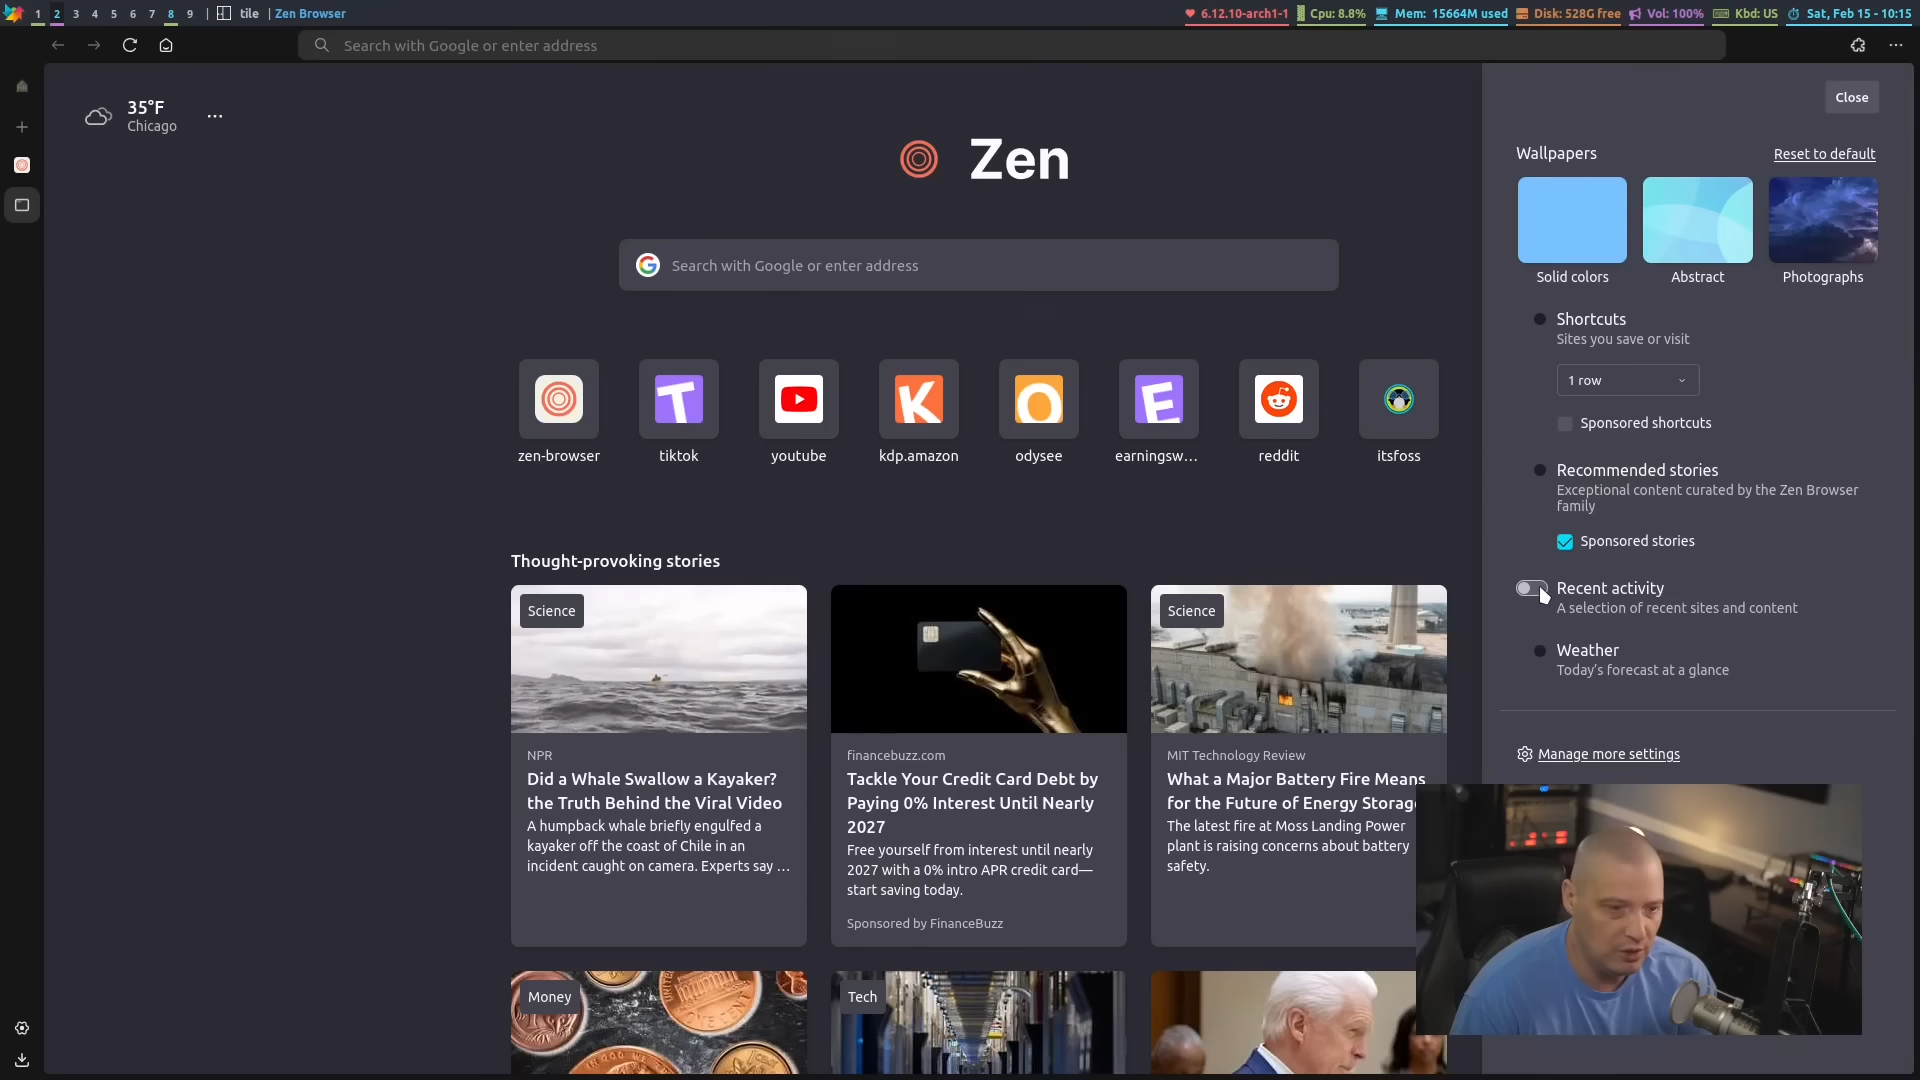 1 2 3 4 5 6 7 8 9 | tile | Zen Browser
6.12.10-arch1-1 Cpu: 8.8% Mem: 15664M used Disk: 528G free Vol: 100% Kbd: US Sat, Feb 15 - 10:15
Search with Google or enter address
35°F
Chicago
Zen
Search with Google or enter address
T
K
O
E
zen-browser
tiktok
youtube
kdp.amazon
odysee
earningsw...
reddit
itsfoss
Thought-provoking stories
Science
NPR
Did a Whale Swallow a Kayaker?
the Truth Behind the Viral Video
A humpback whale briefly engulfed a
kayaker off the coast of Chile in an
incident caught on camera. Experts say ...
financebuzz.com
Tackle Your Credit Card Debt by
Paying 0% Interest Until Nearly
2027
Free yourself from interest until nearly
2027 with a 0% intro APR credit card—
start saving today.
Sponsored by FinanceBuzz
Science
MIT Technology Review
What a Major Battery Fire Means
for the Future of Energy Storage
The latest fire at Moss Landing Power
plant is raising concerns about battery
safety.
Money
Tech
Close
Wallpapers
Reset to default
Solid colors
Abstract
Photographs
Shortcuts
Sites you save or visit
1 row
Sponsored shortcuts
Recommended stories
Exceptional content curated by the Zen Browser
family
Sponsored stories
Recent activity
A selection of recent sites and content
Weather
Today's forecast at a glance
Manage more settings